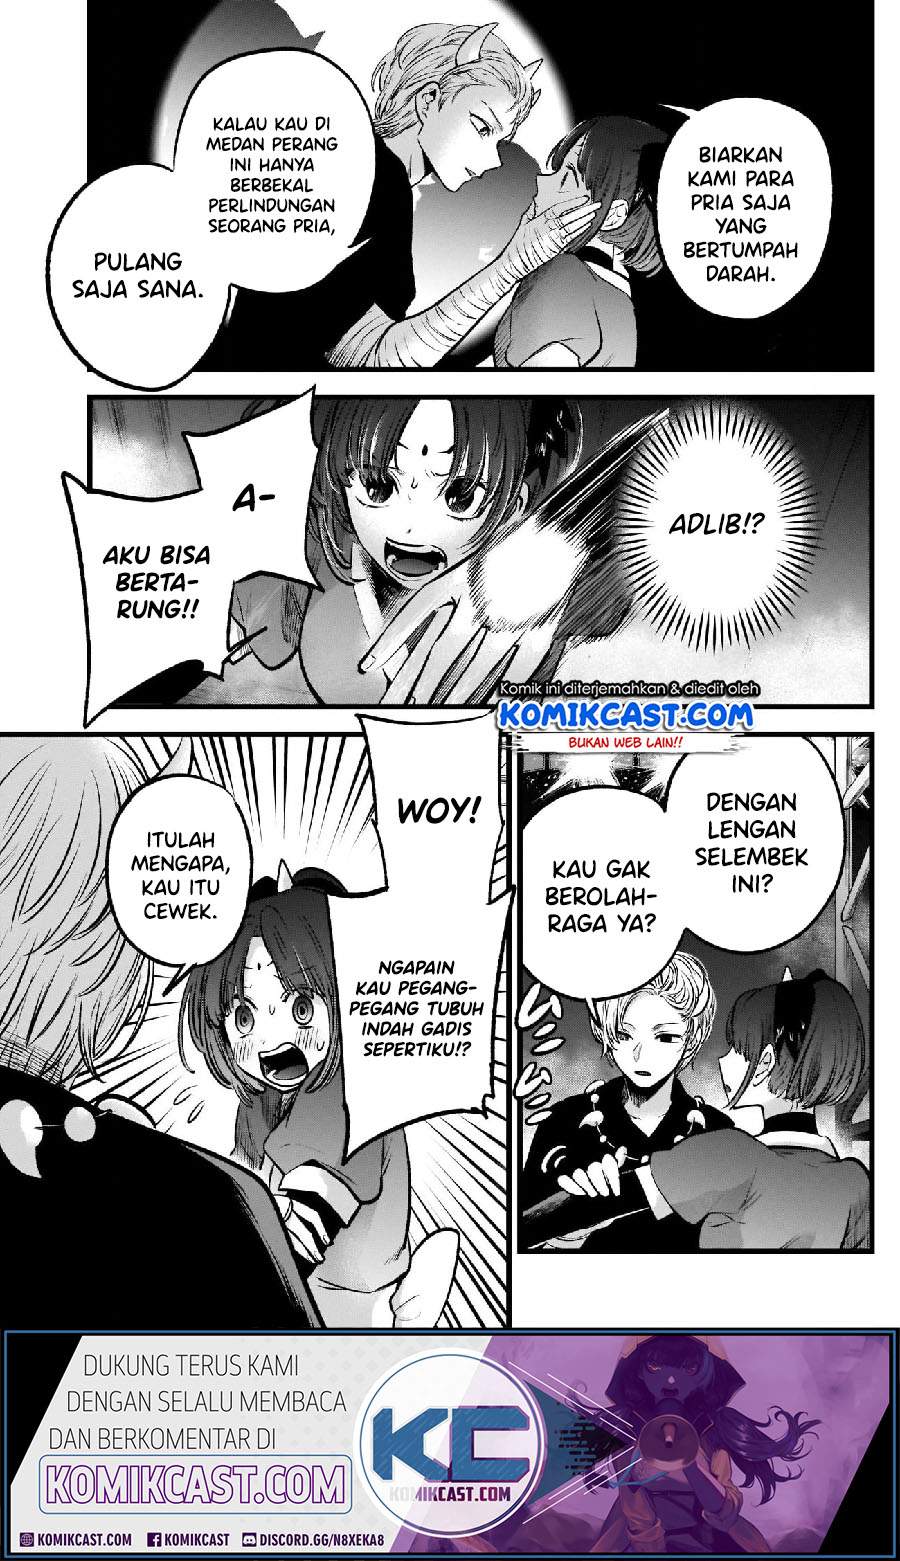 BIARKAN
KAMI PARA
PRIA SAJA
YANG
BERTUMPAH
DARAH.
KALAU KAU DI
MEDAN PERANG
INI HANYA
BERBEKAL
PERLINDUNGAN
SEORANG PRIA,
PULANG
SAJA SANA.
ADLIB!?
A-
AKU BISA
BERTA-
RUNG!!
Komik ini diterjemahkan & diedit oleh
KOMIKCAST.COM
BUKAN WEB LAIN!!
DENGAN
LENGAN
SELEMBEK
INI?
KAU GAK
BEROLAH-
RAGA YA?
WOY!
NGAPAIN
KAU PEGANG-
PEGANG TUBUH
INDAH GADIS
SEPERTIKU!?
ITULAH
MENGAPA,
KAU ITU
CEWEK.
DUKUNG TERUS KAMI
DENGAN SELALU MEMBACA
DAN BERKOMENTAR DI
KOMIKCAST.COM
KC
KOMIKCAST.COM
KOMIKCAST.COM KOMIKCAST DISCORD.GG/N8XEKA8